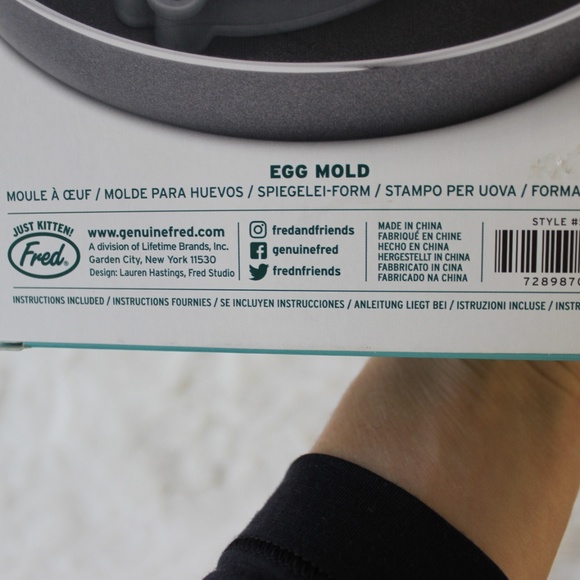 EGG MOLD
MOULE À ŒUF / MOLDE PARA HUEVOS / SPIEGELEI-FORM / STAMPO PER UOVA / FORMA
JUST KITTEN!
Fred®
www.genuinefred.com
A division of Lifetime Brands, Inc.
Garden City, New York 11530
Design: Lauren Hastings, Fred Studio
fredandfriends
genuinefred
frednfriends
MADE IN CHINA
FABRIQUÉ EN CHINE
HECHO EN CHINA
HERGESTELLT IN CHINA
FABBRICATO IN CINA
FABRICADO NA CHINA
STYLE #
728987
INSTRUCTIONS INCLUDED / INSTRUCTIONS FOURNIES / SE INCLUYEN INSTRUCCIONES / ANLEITUNG LIEGT BEI / ISTRUZIONI INCLUSE /